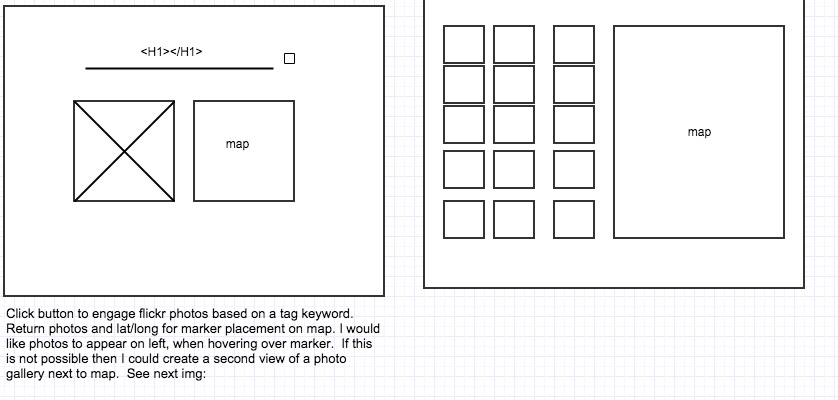 <H1></H1>
map
map
Click button to engage flickr photos based on a tag keyword.
Return photos and lat/long for marker placement on map. I would
like photos to appear on left, when hovering over marker.  If this
is not possible then I could create a second view of a photo
gallery next to map.  See next img: